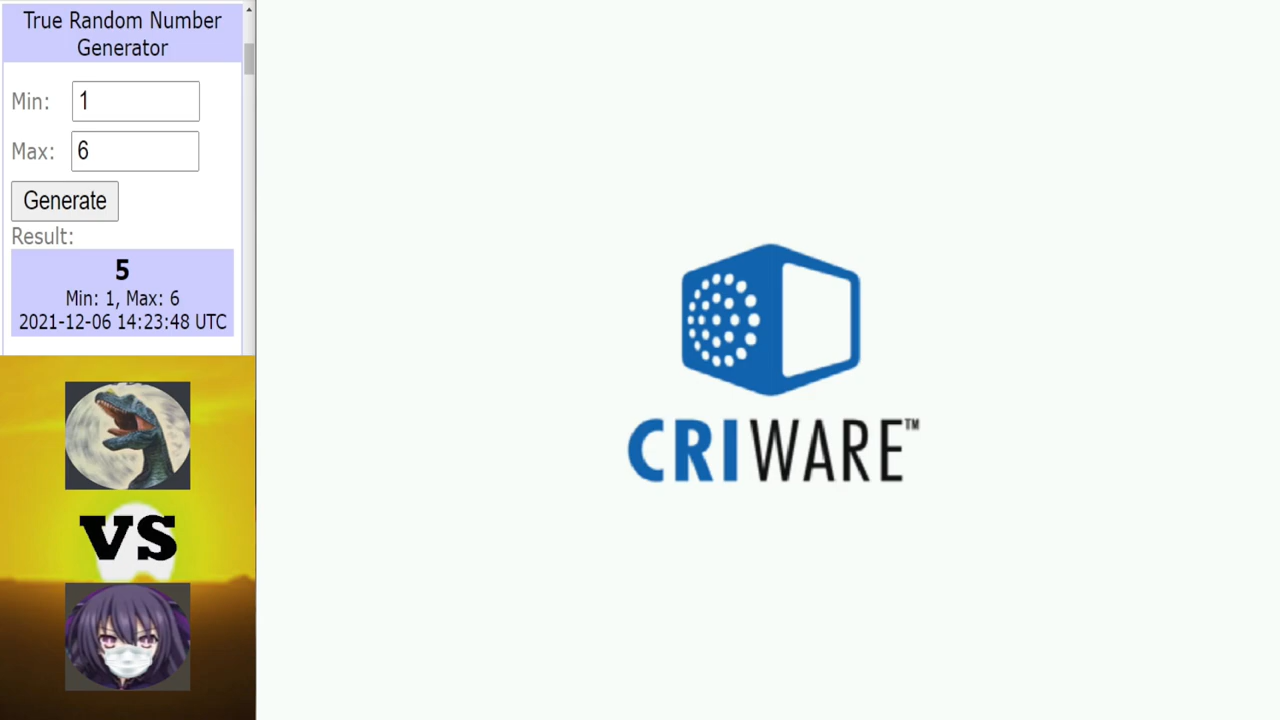 True Random Number
Generator
Min: 1
Max: 6
Generate
Result:
5
Min: 1, Max: 6
2021-12-06 14:23:48 UTC
vs
CRIWARE™